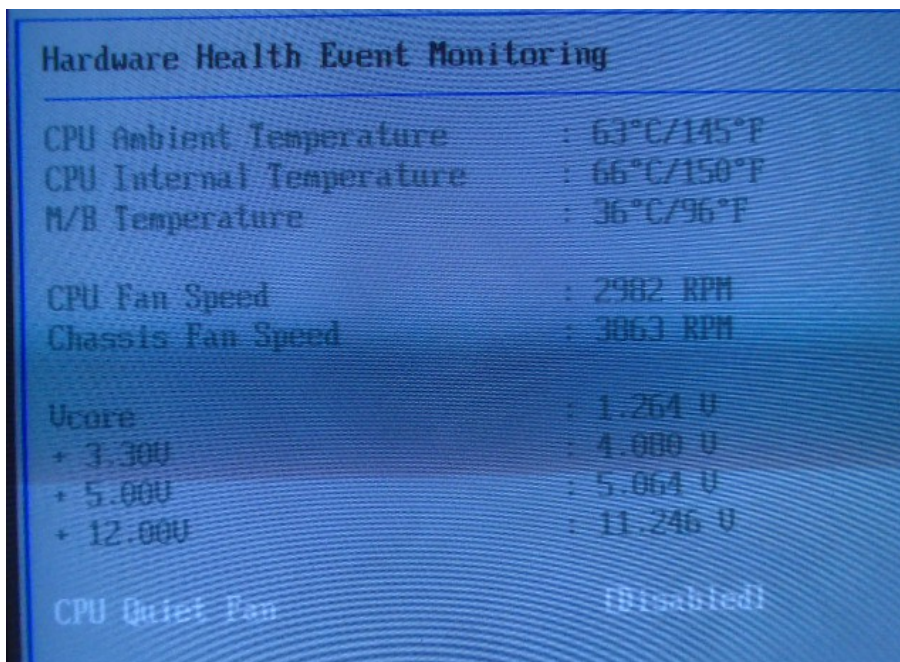 Hardware Health Event Monitoring
CPU Ambient Temperature : 63°C/145°F
CPU Internal Temperature : 66°C/150°F
M/B Temperature : 36°C/96°F
CPU Fan Speed : 2982 RPM
Chassis Fan Speed : 3063 RPM
Vcore : 1.264 V
+ 3.30V : 4.080 V
+ 5.00V : 5.064 V
+ 12.00V : 11.246 V
CPU Quiet Fan [Disabled]